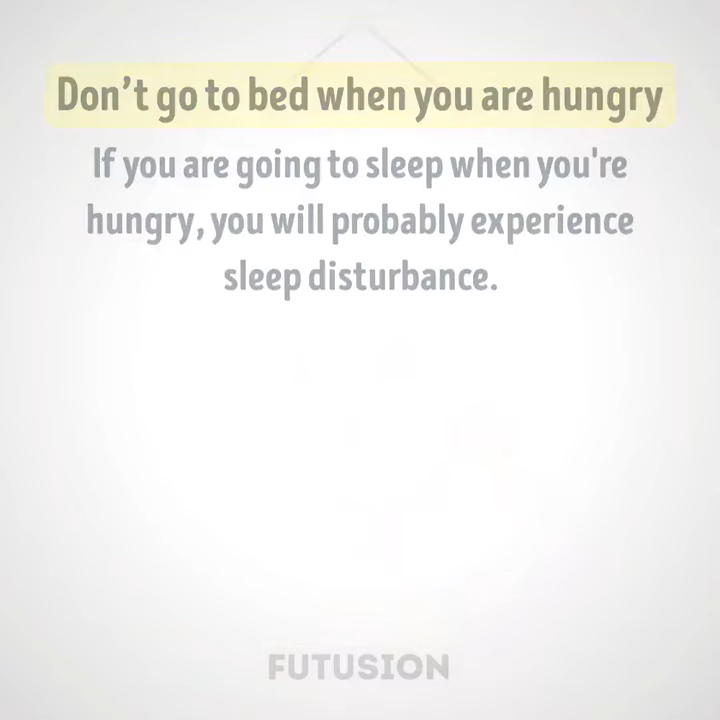 Don’t go to bed when you are hungry
If you are going to sleep when you're
hungry, you will probably experience
sleep disturbance.
FUTUSION